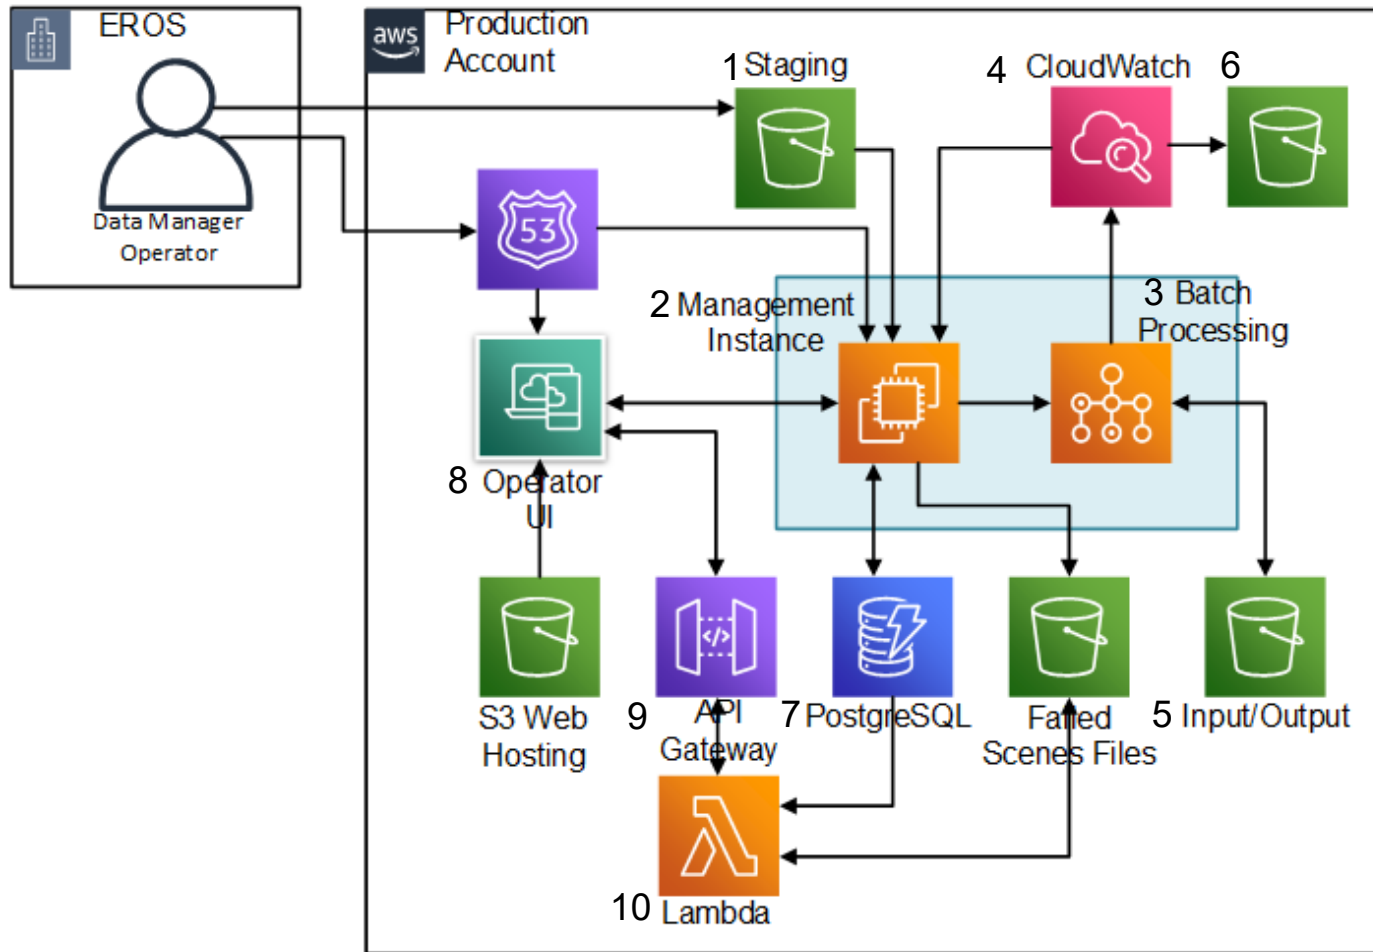 EROS
Data Manager
Operator
aws
Production
Account
1 Staging
4 CloudWatch
6
53
2 Management
Instance
3 Batch
Processing
8 Operator
UI
S3 Web
Hosting
9 API
Gateway
</>
7 PostgreSQL
Failed
Scenes Files
5 Input/Output
10 Lambda